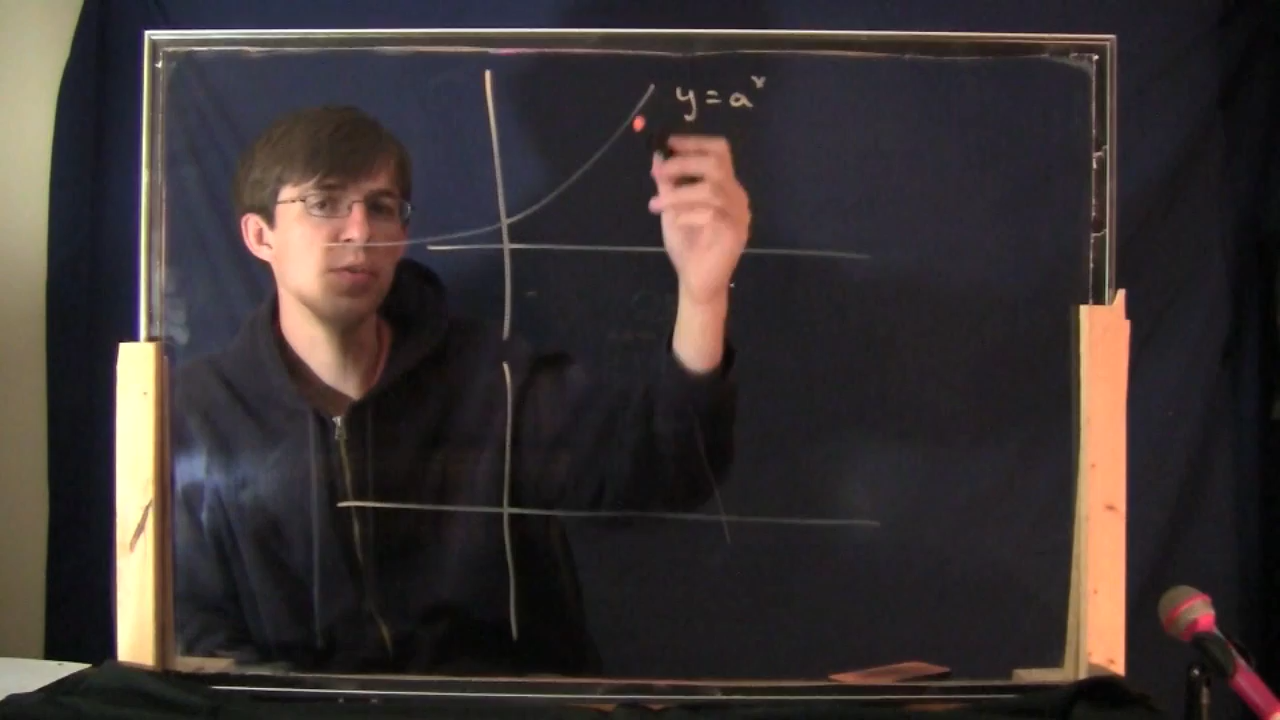 y = a^x